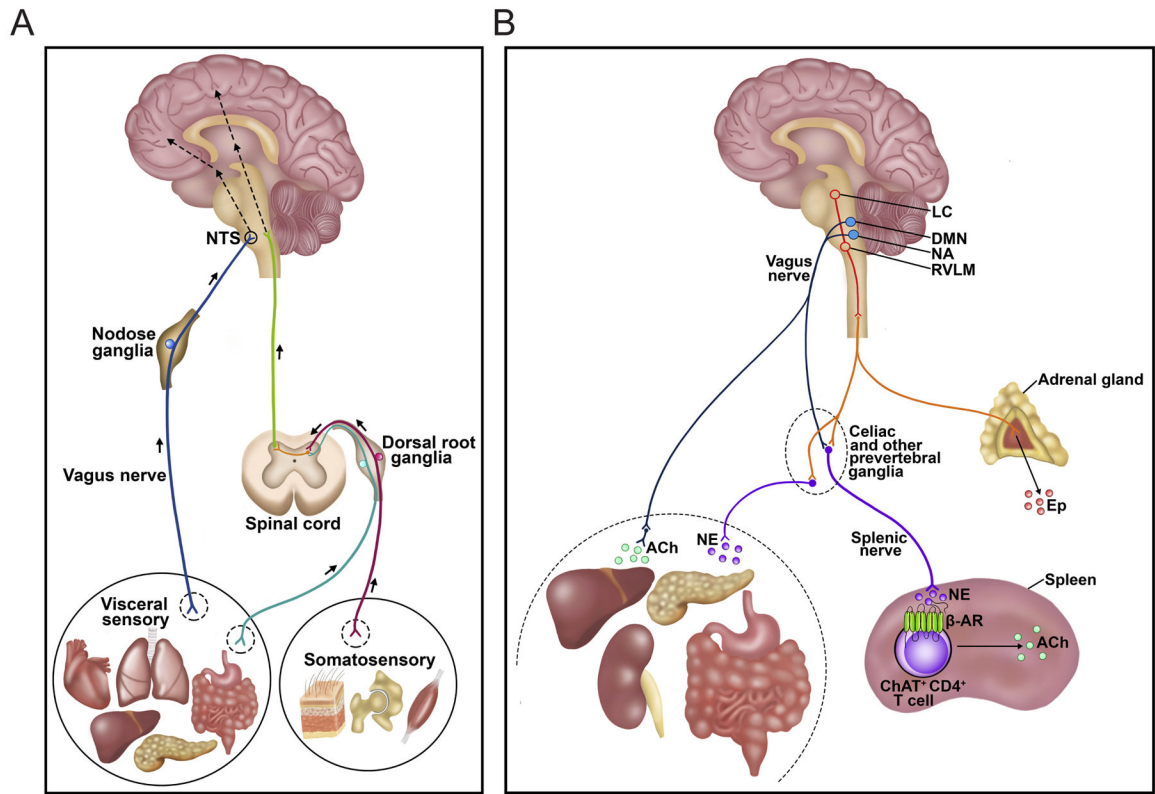 A
NTS
Nodose
ganglia
Vagus nerve
Dorsal root
ganglia
Spinal cord
Visceral
sensory
Somatosensory
B
LC
DMN
NA
RVLM
Vagus
nerve
Adrenal gland
Celiac
and other
prevertebral
ganglia
Ep
Splenic
nerve
ACh
NE
Spleen
NE
β-AR
ACh
ChAT⁺ CD4⁺
T cell